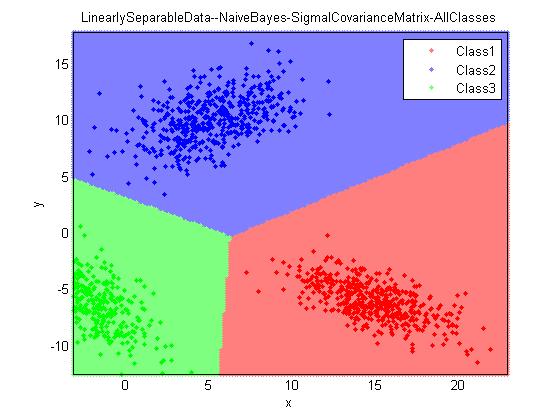 LinearlySeparableData--NaiveBayes-SigmaICovarianceMatrix-AllClasses
Class1
Class2
Class3
15
10
5
0
-5
-10
y
0
5
10
15
20
x